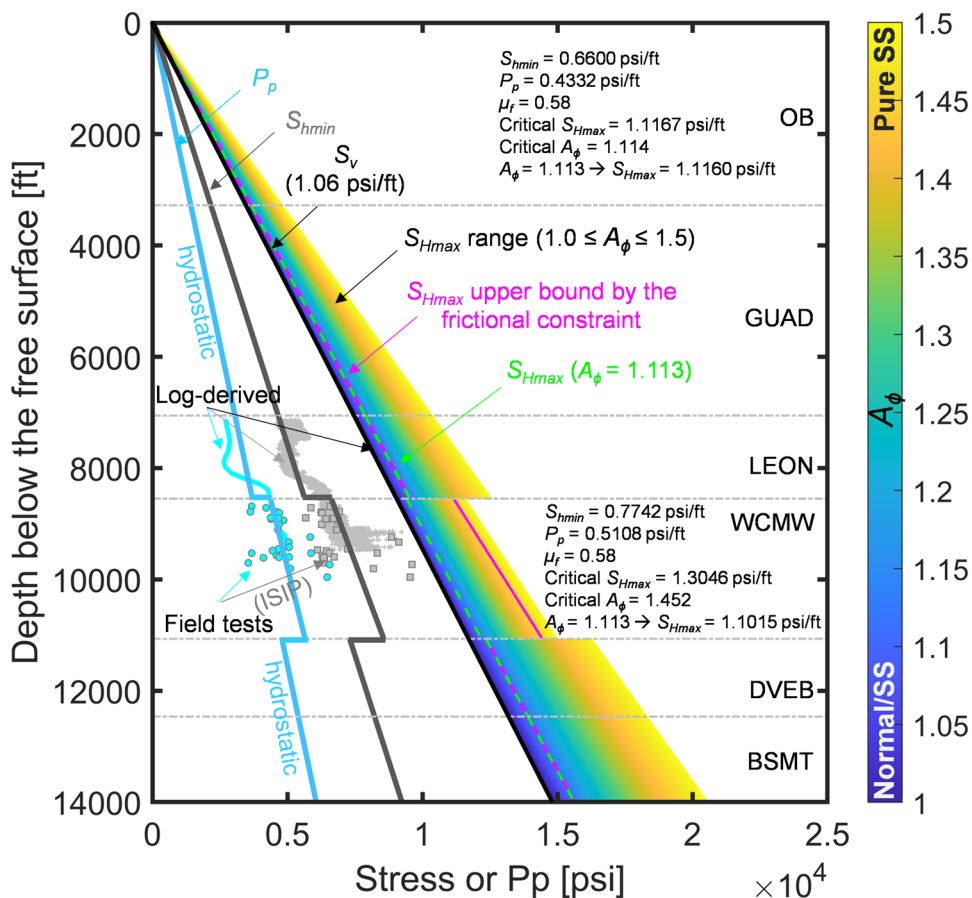 0
2000
4000
6000
8000
10000
12000
14000
Depth below the free surface [ft]
0
0.5
1
1.5
2
2.5
Stress or Pp [psi]
× 10⁴
P_p
S_hmin
S_v
(1.06 psi/ft)
S_hmin = 0.6600 psi/ft
P_p = 0.4332 psi/ft
μ_f = 0.58
Critical S_Hmax = 1.1167 psi/ft
Critical A_ϕ = 1.114
A_ϕ = 1.113 → S_Hmax = 1.1160 psi/ft
OB
S_Hmax range (1.0 ≤ A_ϕ ≤ 1.5)
S_Hmax upper bound by the
frictional constraint
GUAD
hydrostatic
S_Hmax (A_ϕ = 1.113)
Log-derived
LEON
WCMW
S_hmin = 0.7742 psi/ft
P_p = 0.5108 psi/ft
μ_f = 0.58
Critical S_Hmax = 1.3046 psi/ft
Critical A_ϕ = 1.452
A_ϕ = 1.113 → S_Hmax = 1.1015 psi/ft
(ISIP)
Field tests
hydrostatic
DVEB
BSMT
Pure SS
A_ϕ
Normal/SS
1.5
1.45
1.4
1.35
1.3
1.25
1.2
1.15
1.1
1.05
1